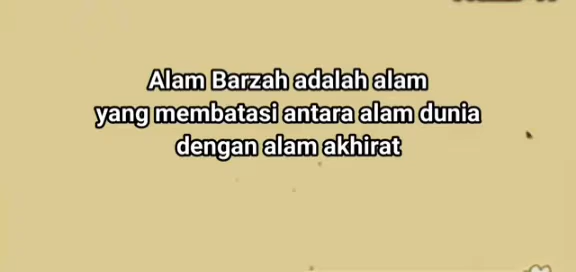 Alam Barzah adalah alam
yang membatasi antara alam dunia
dengan alam akhirat